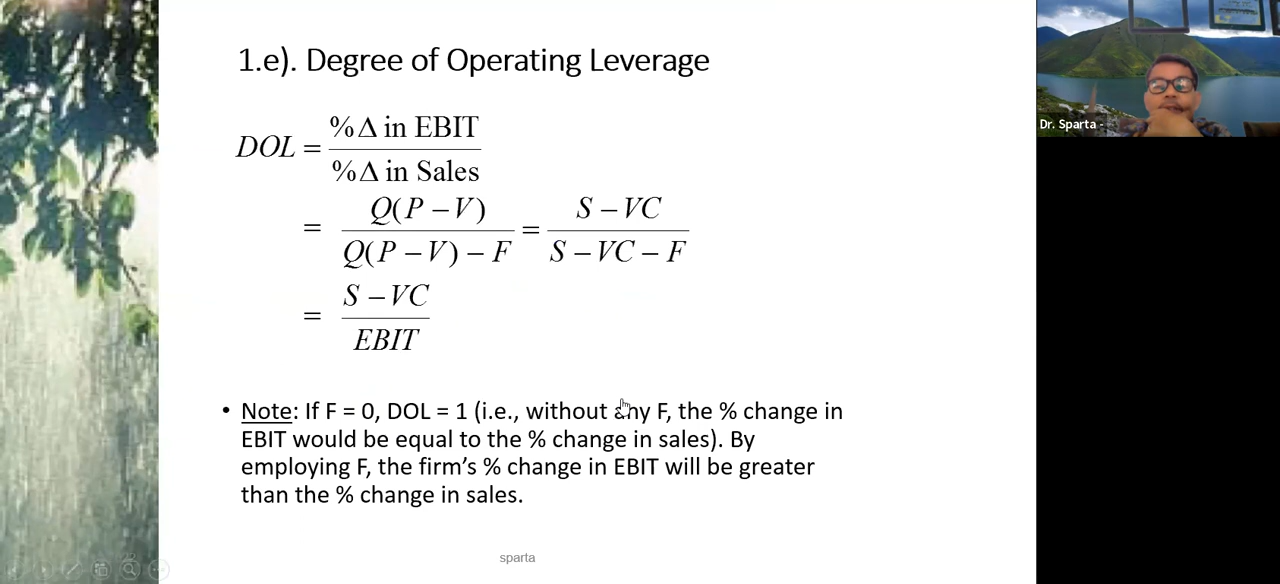 1.e). Degree of Operating Leverage
DOL = % Δ in EBIT / % Δ in Sales
= Q(P – V) / Q(P – V) – F = S – VC / S – VC – F
= S – VC / EBIT
• Note: If F = 0, DOL = 1 (i.e., without any F, the % change in
EBIT would be equal to the % change in sales). By
employing F, the firm's % change in EBIT will be greater
than the % change in sales.
sparta
Dr. Sparta -